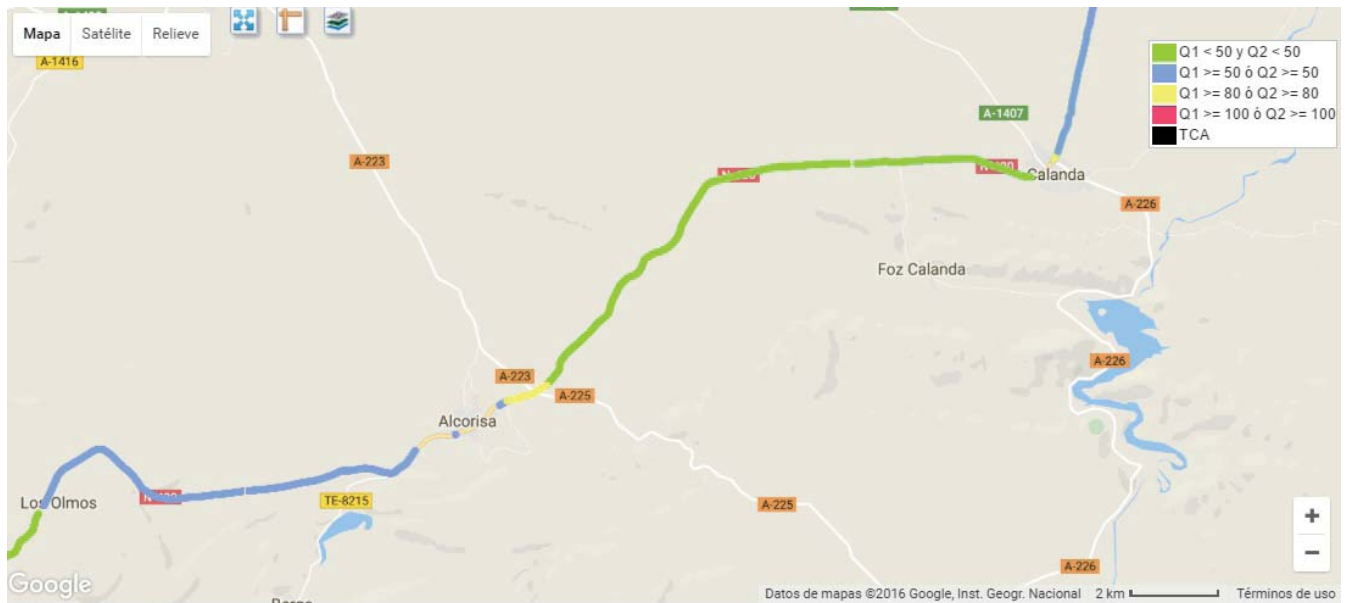 Mapa Satélite Relieve
A-1416
Q1 < 50 y Q2 < 50
Q1 >= 50 ó Q2 >= 50
Q1 >= 80 ó Q2 >= 80
Q1 >= 100 ó Q2 >= 100
TCA
A-1407
A-223
Calanda
A-226
Foz Calanda
A-226
A-223
A-225
Alcorisa
Los Olmos
TE-8215
A-225
A-226
+
−
Google
Datos de mapas ©2016 Google, Inst. Geogr. Nacional 2 km Términos de uso